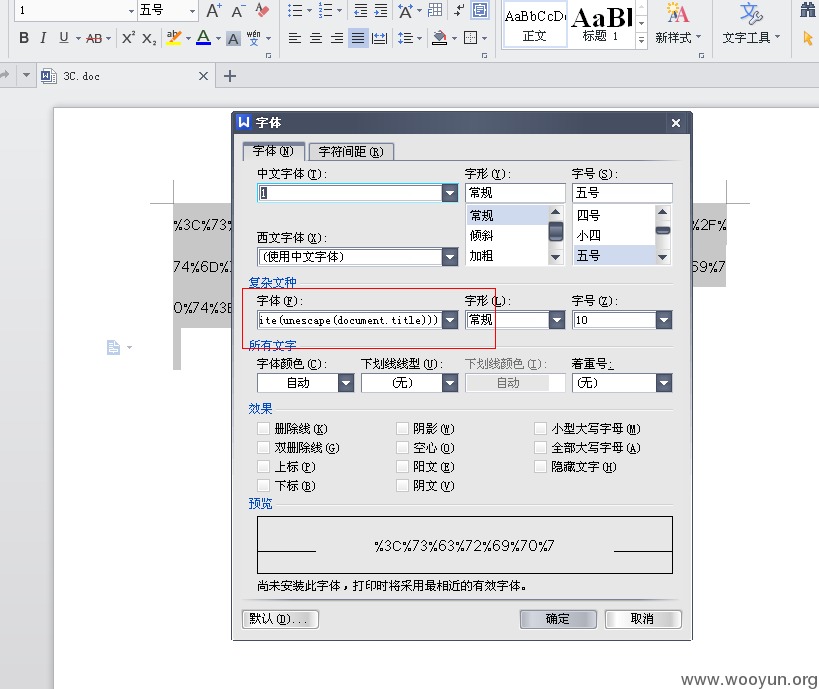 1 五号 A⁺ A⁻
B I U AB X² X₂ ab A A wén
AaBbCcD AaBl
正文 标题 1 新样式 文字工具
3C.doc
字体
字体 (N) 字符间距 (R)
中文字体 (T): 字形 (Y): 字号 (S):
1 常规 五号
常规 四号
倾斜 小四
加粗 五号
西文字体 (X):
(使用中文字体)
复杂文种
字体 (F): 字形 (L): 字号 (Z):
ite(unescape(document.title))) 常规 10
所有文字
字体颜色 (C): 下划线线型 (U): 下划线颜色 (I): 着重号:
自动 (无) 自动 (无)
效果
删除线 (K) 阴影 (W) 小型大写字母 (M)
双删除线 (G) 空心 (O) 全部大写字母 (A)
上标 (P) 阳文 (E) 隐藏文字 (H)
下标 (B) 阴文 (V)
预览
%3C%73%63%72%69%70%7
尚未安装此字体，打印时将采用最相近的有效字体。
默认 (D)... 确定 取消
%3C%73% %2F%
74%6D% 69%7
0%74%3E
www.wooyun.org